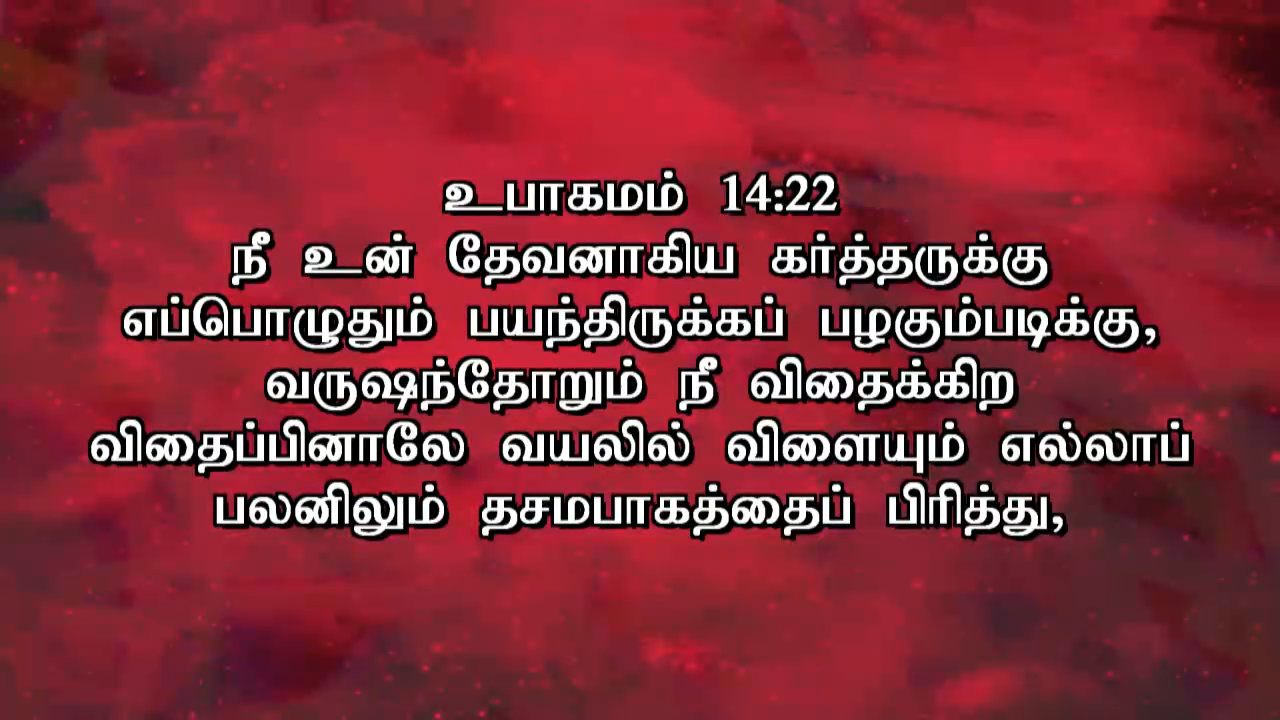 உபாகமம் 14:22
நீ உன் தேவனாகிய கர்த்தருக்கு
எப்பொழுதும் பயந்திருக்கப் பழகும்படிக்கு,
வருஷந்தோறும் நீ விதைக்கிற
விதைப்பினாலே வயலில் விளையும் எல்லாப்
பலனிலும் தசமபாகத்தைப் பிரித்து,